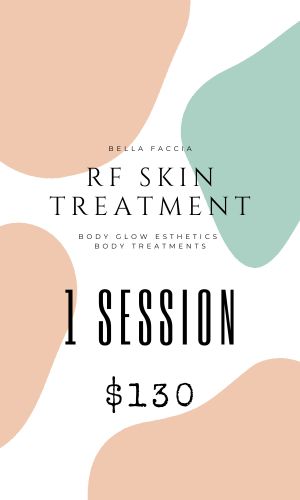 BELLA FACCIA
RF SKIN
TREATMENT
BODY GLOW ESTHETICS
BODY TREATMENTS
1 SESSION
$130